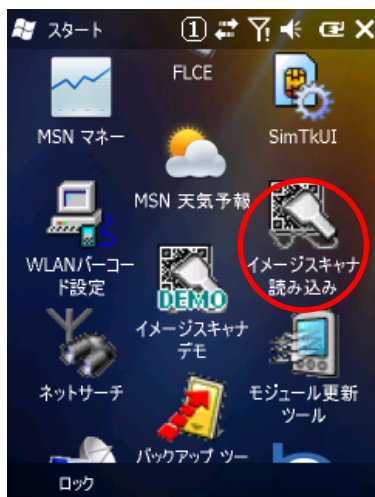 スタート
1
FLCE
MSN マネー
SimTkUI
MSN 天気予報
WLANバーコー
ド設定
DEMO
イメージスキャナ
デモ
イメージスキャナ
読み込み
ネットサーチ
モジュール更新
ツール
バックアップ ツー
ロック